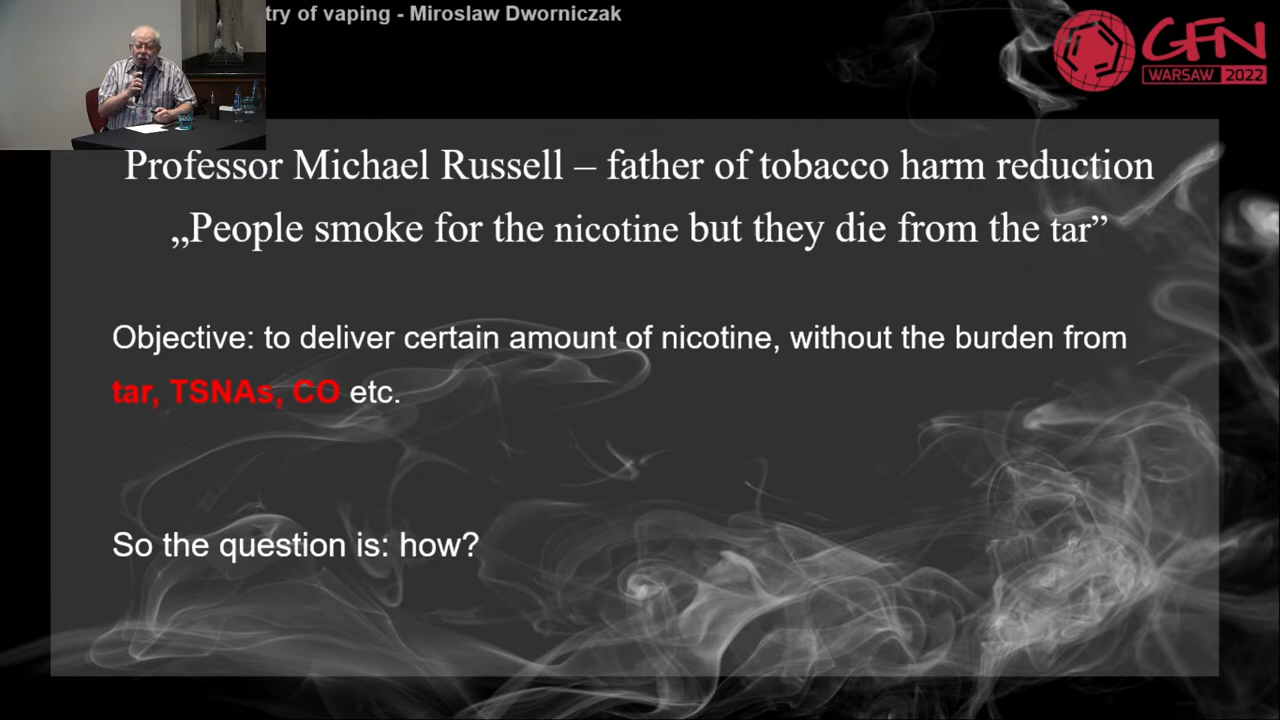 try of vaping - Miroslaw Dworniczak
GFN
WARSAW 2022
Professor Michael Russell – father of tobacco harm reduction
„People smoke for the nicotine but they die from the tar”
Objective: to deliver certain amount of nicotine, without the burden from
tar, TSNAs, CO etc.
So the question is: how?